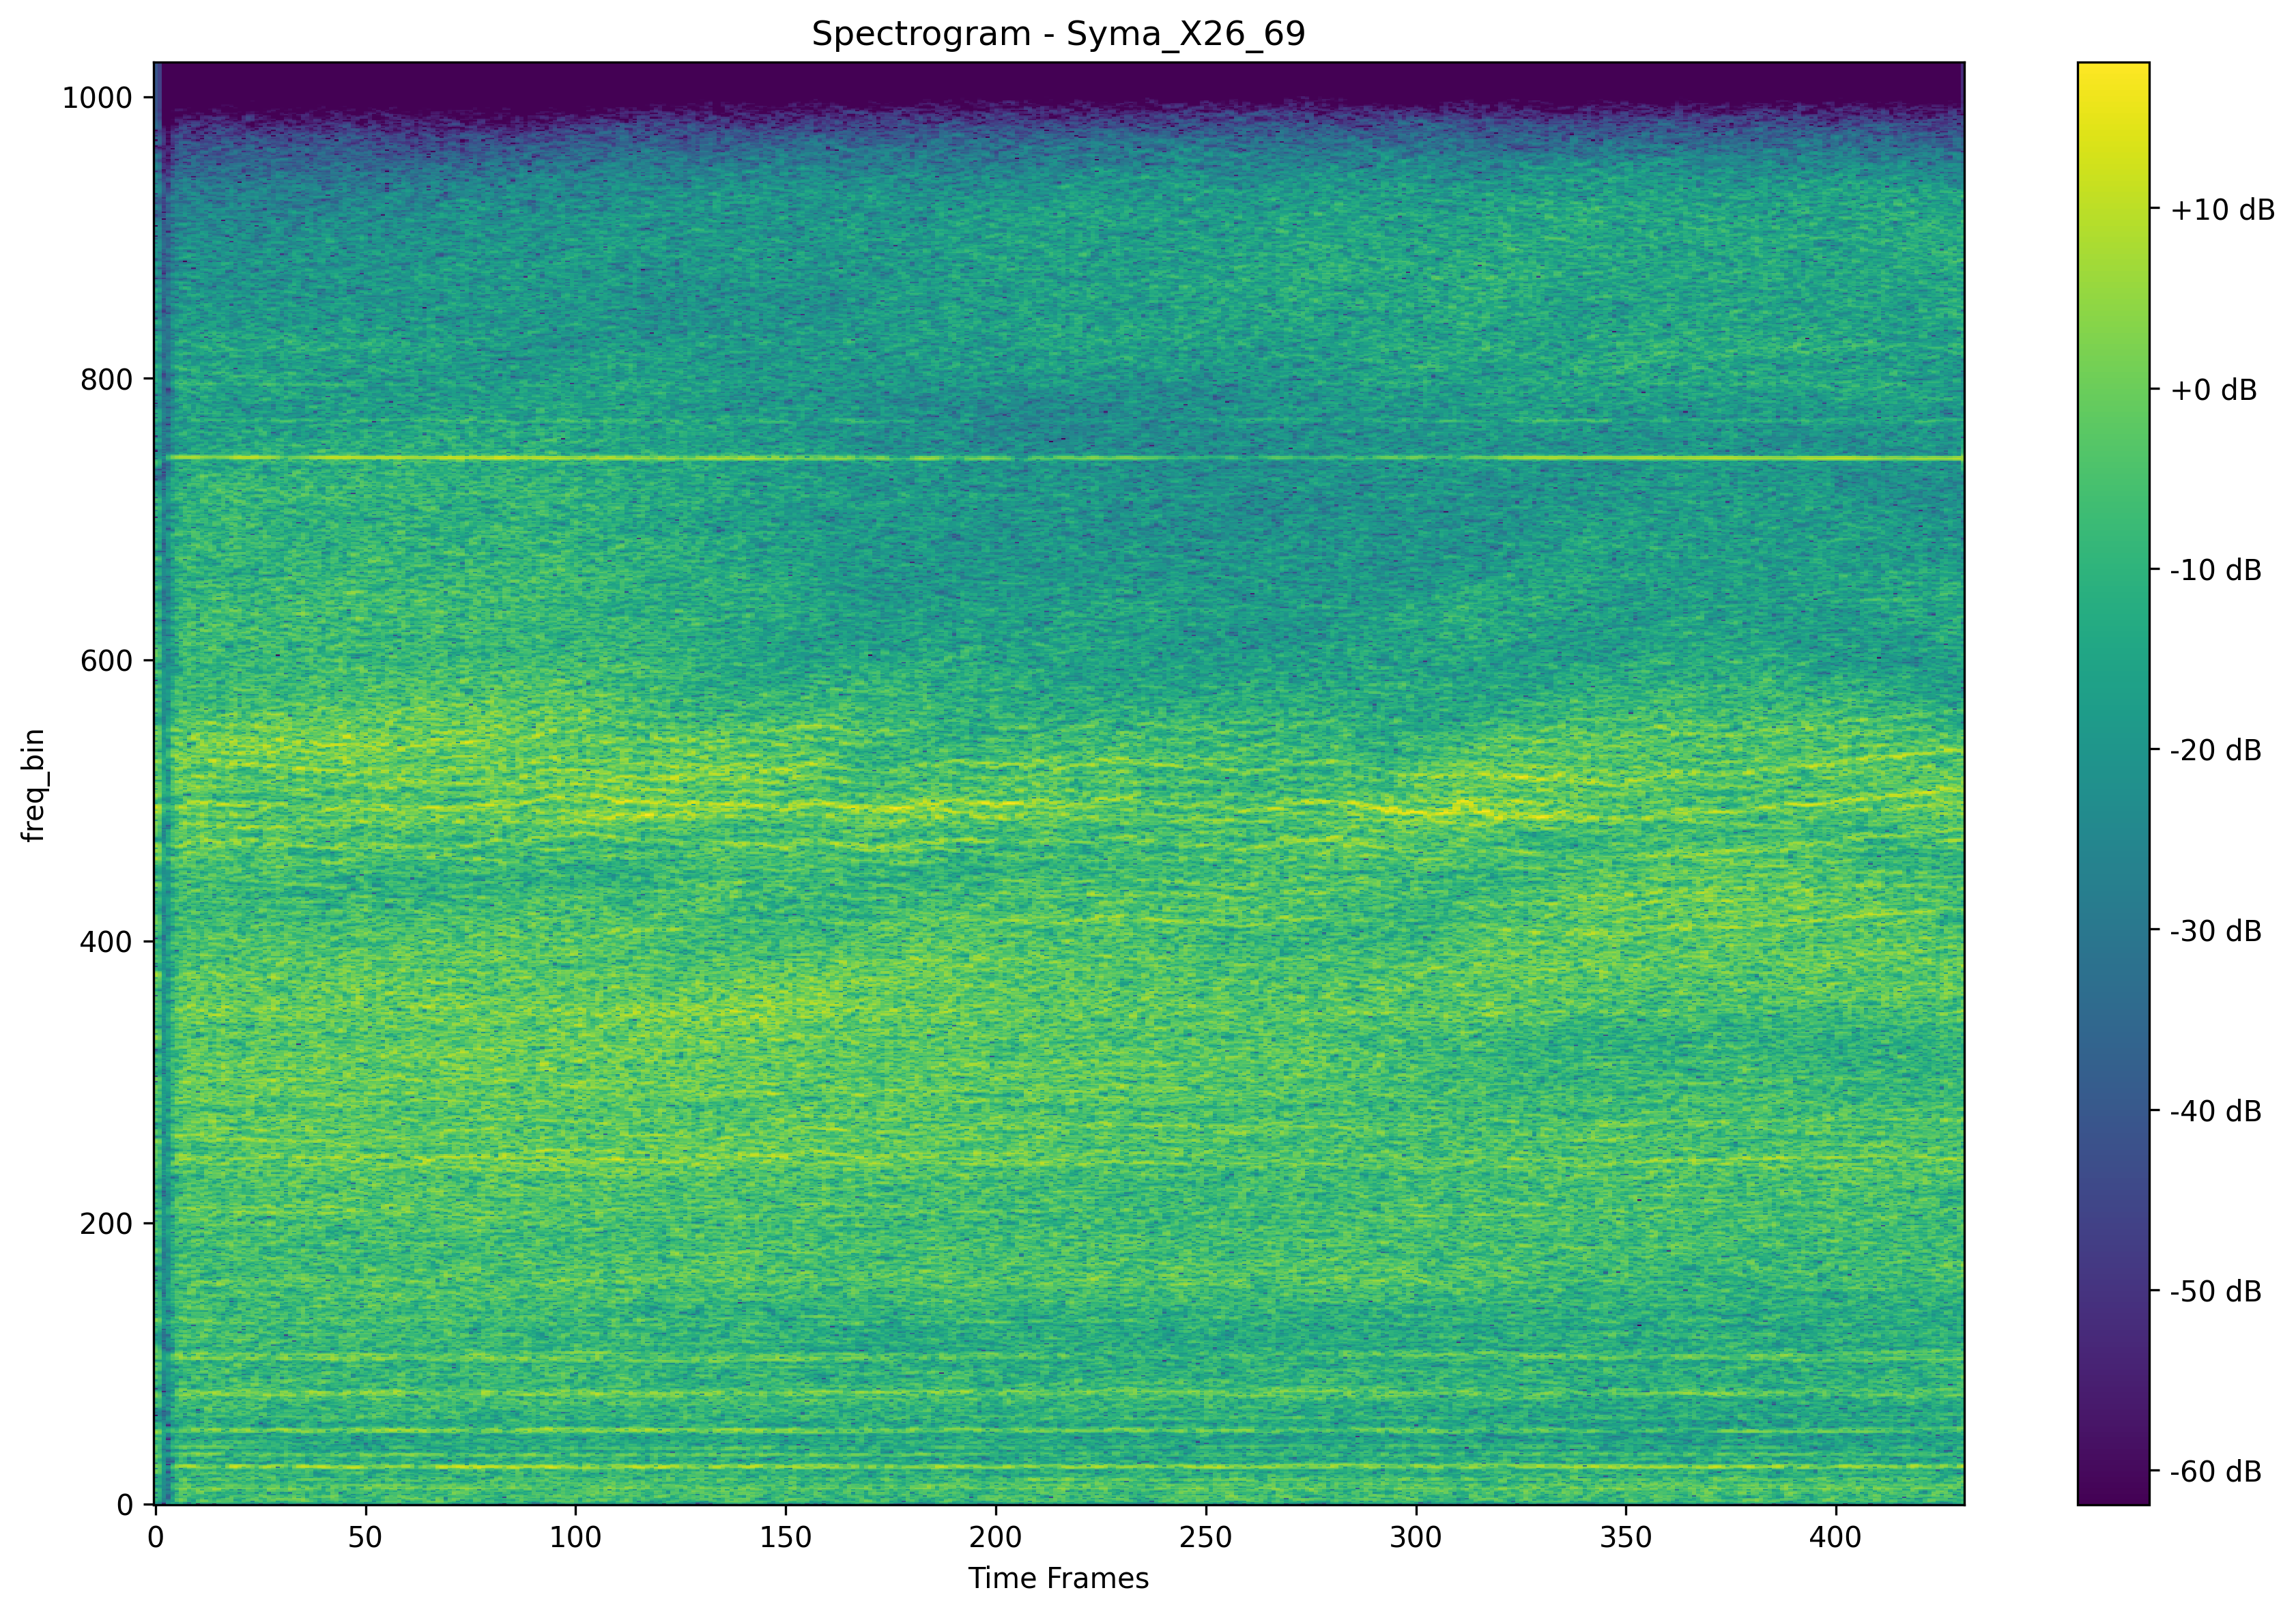 Spectrogram - Syma_X26_69
1000
800
600
400
200
0
freq_bin
0 50 100 150 200 250 300 350 400
Time Frames
+10 dB
+0 dB
-10 dB
-20 dB
-30 dB
-40 dB
-50 dB
-60 dB